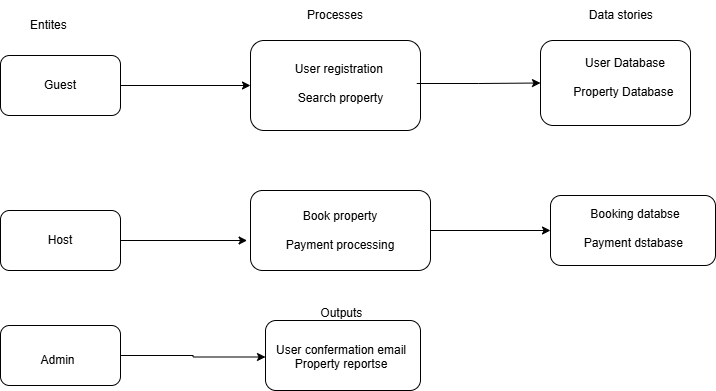 Entites
Processes
Data stories
Guest
User registration
Search property
User Database
Property Database
Host
Book property
Payment processing
Booking databse
Payment dstabase
Outputs
Admin
User confermation email
Property reportse